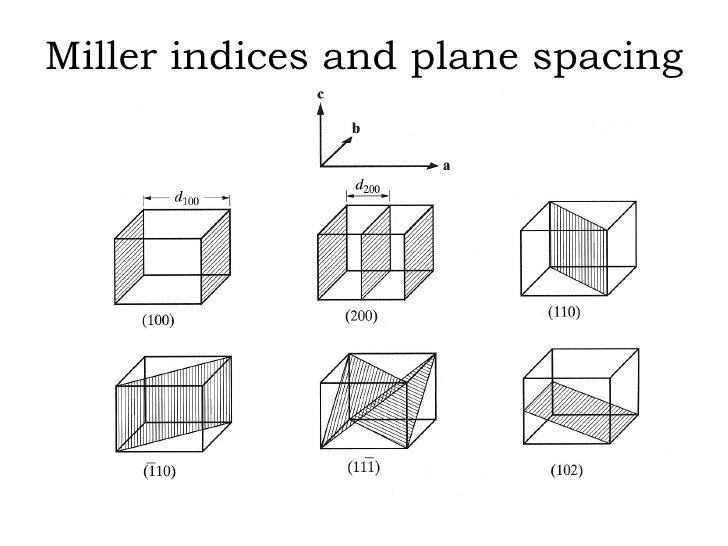 Miller indices and plane spacing
c
b
a
d₁₀₀
d₂₀₀
(100)
(200)
(110)
(1̅10)
(111̅)
(102)